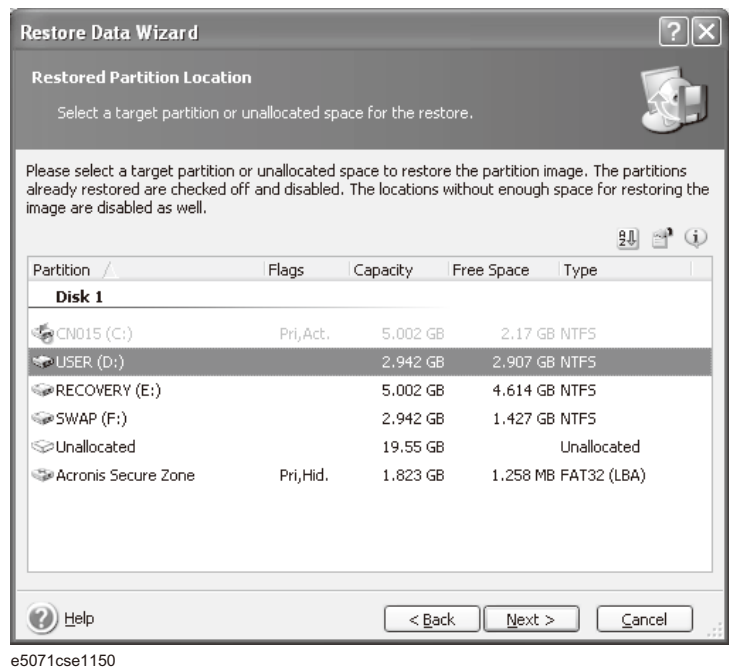 Restore Data Wizard
Restored Partition Location
Select a target partition or unallocated space for the restore.
Please select a target partition or unallocated space to restore the partition image. The partitions
already restored are checked off and disabled. The locations without enough space for restoring the
image are disabled as well.
Partition Flags Capacity Free Space Type
Disk 1
CN015 (C:) Pri,Act. 5.002 GB 2.17 GB NTFS
USER (D:) 2.942 GB 2.907 GB NTFS
RECOVERY (E:) 5.002 GB 4.614 GB NTFS
SWAP (F:) 2.942 GB 1.427 GB NTFS
Unallocated 19.55 GB Unallocated
Acronis Secure Zone Pri,Hid. 1.823 GB 1.258 MB FAT32 (LBA)
Help < Back Next > Cancel
e5071cse1150